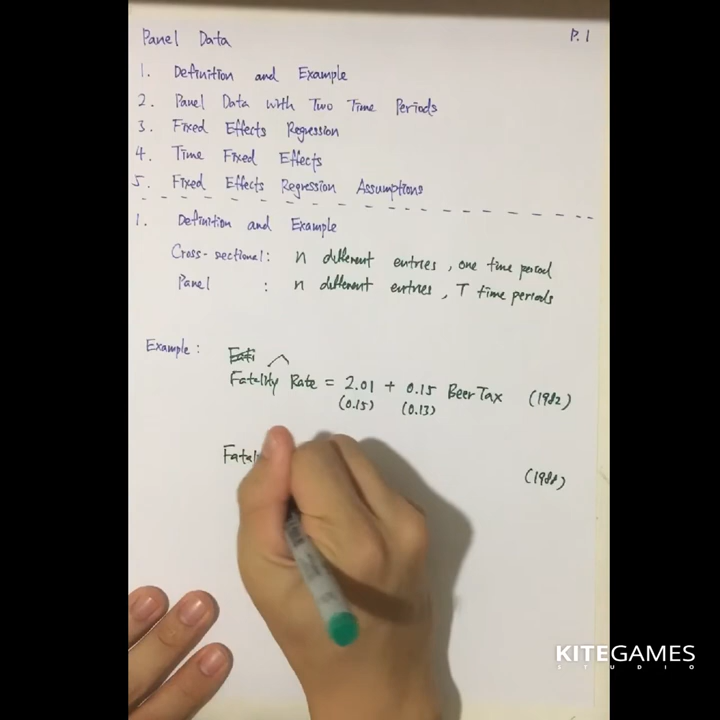 Panel Data P.1
1. Definition and Example
2. Panel Data with Two Time Periods
3. Fixed Effects Regression
4. Time Fixed Effects
5. Fixed Effects Regression Assumptions
1. Definition and Example
Cross-sectional: n different entries, one time period
Panel : n different entries, T time periods
Example: Fati
Fatality Rate = 2.01 + 0.15 BeerTax (1982)
(0.15) (0.13)
Fatal (1988)
KITEGAMES
STUDIO